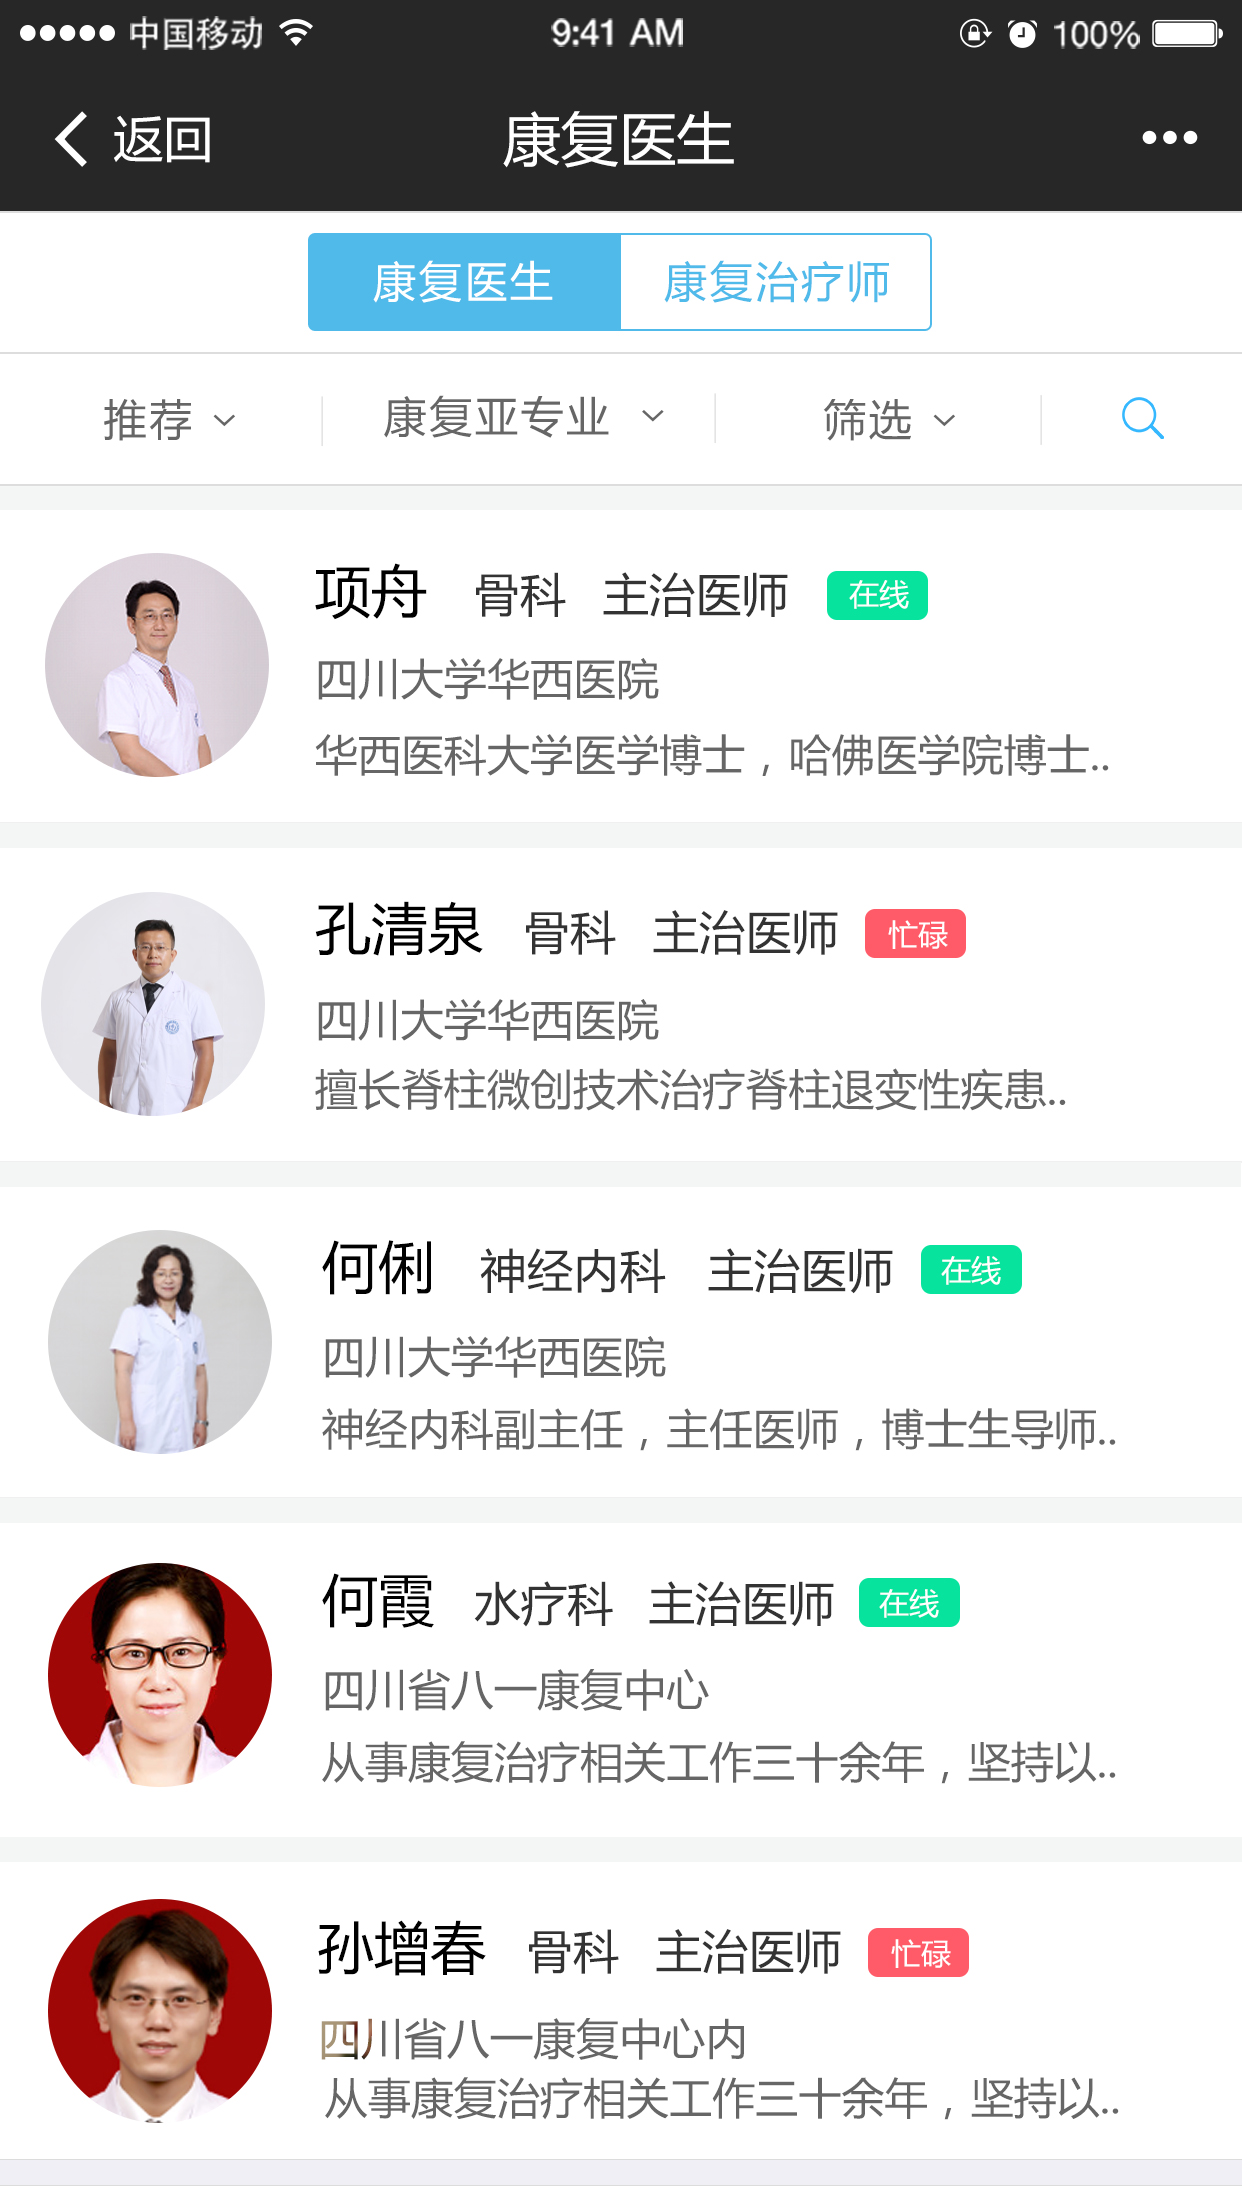 中国移动 9:41 AM 100%
返回 康复医生
康复医生 康复治疗师
推荐 康复亚专业 筛选
项舟 骨科 主治医师 在线
四川大学华西医院
华西医科大学医学博士，哈佛医学院博士..
孔清泉 骨科 主治医师 忙碌
四川大学华西医院
擅长脊柱微创技术治疗脊柱退变性疾患..
何俐 神经内科 主治医师 在线
四川大学华西医院
神经内科副主任，主任医师，博士生导师..
何霞 水疗科 主治医师 在线
四川省八一康复中心
从事康复治疗相关工作三十余年，坚持以..
孙增春 骨科 主治医师 忙碌
四川省八一康复中心内
从事康复治疗相关工作三十余年，坚持以..